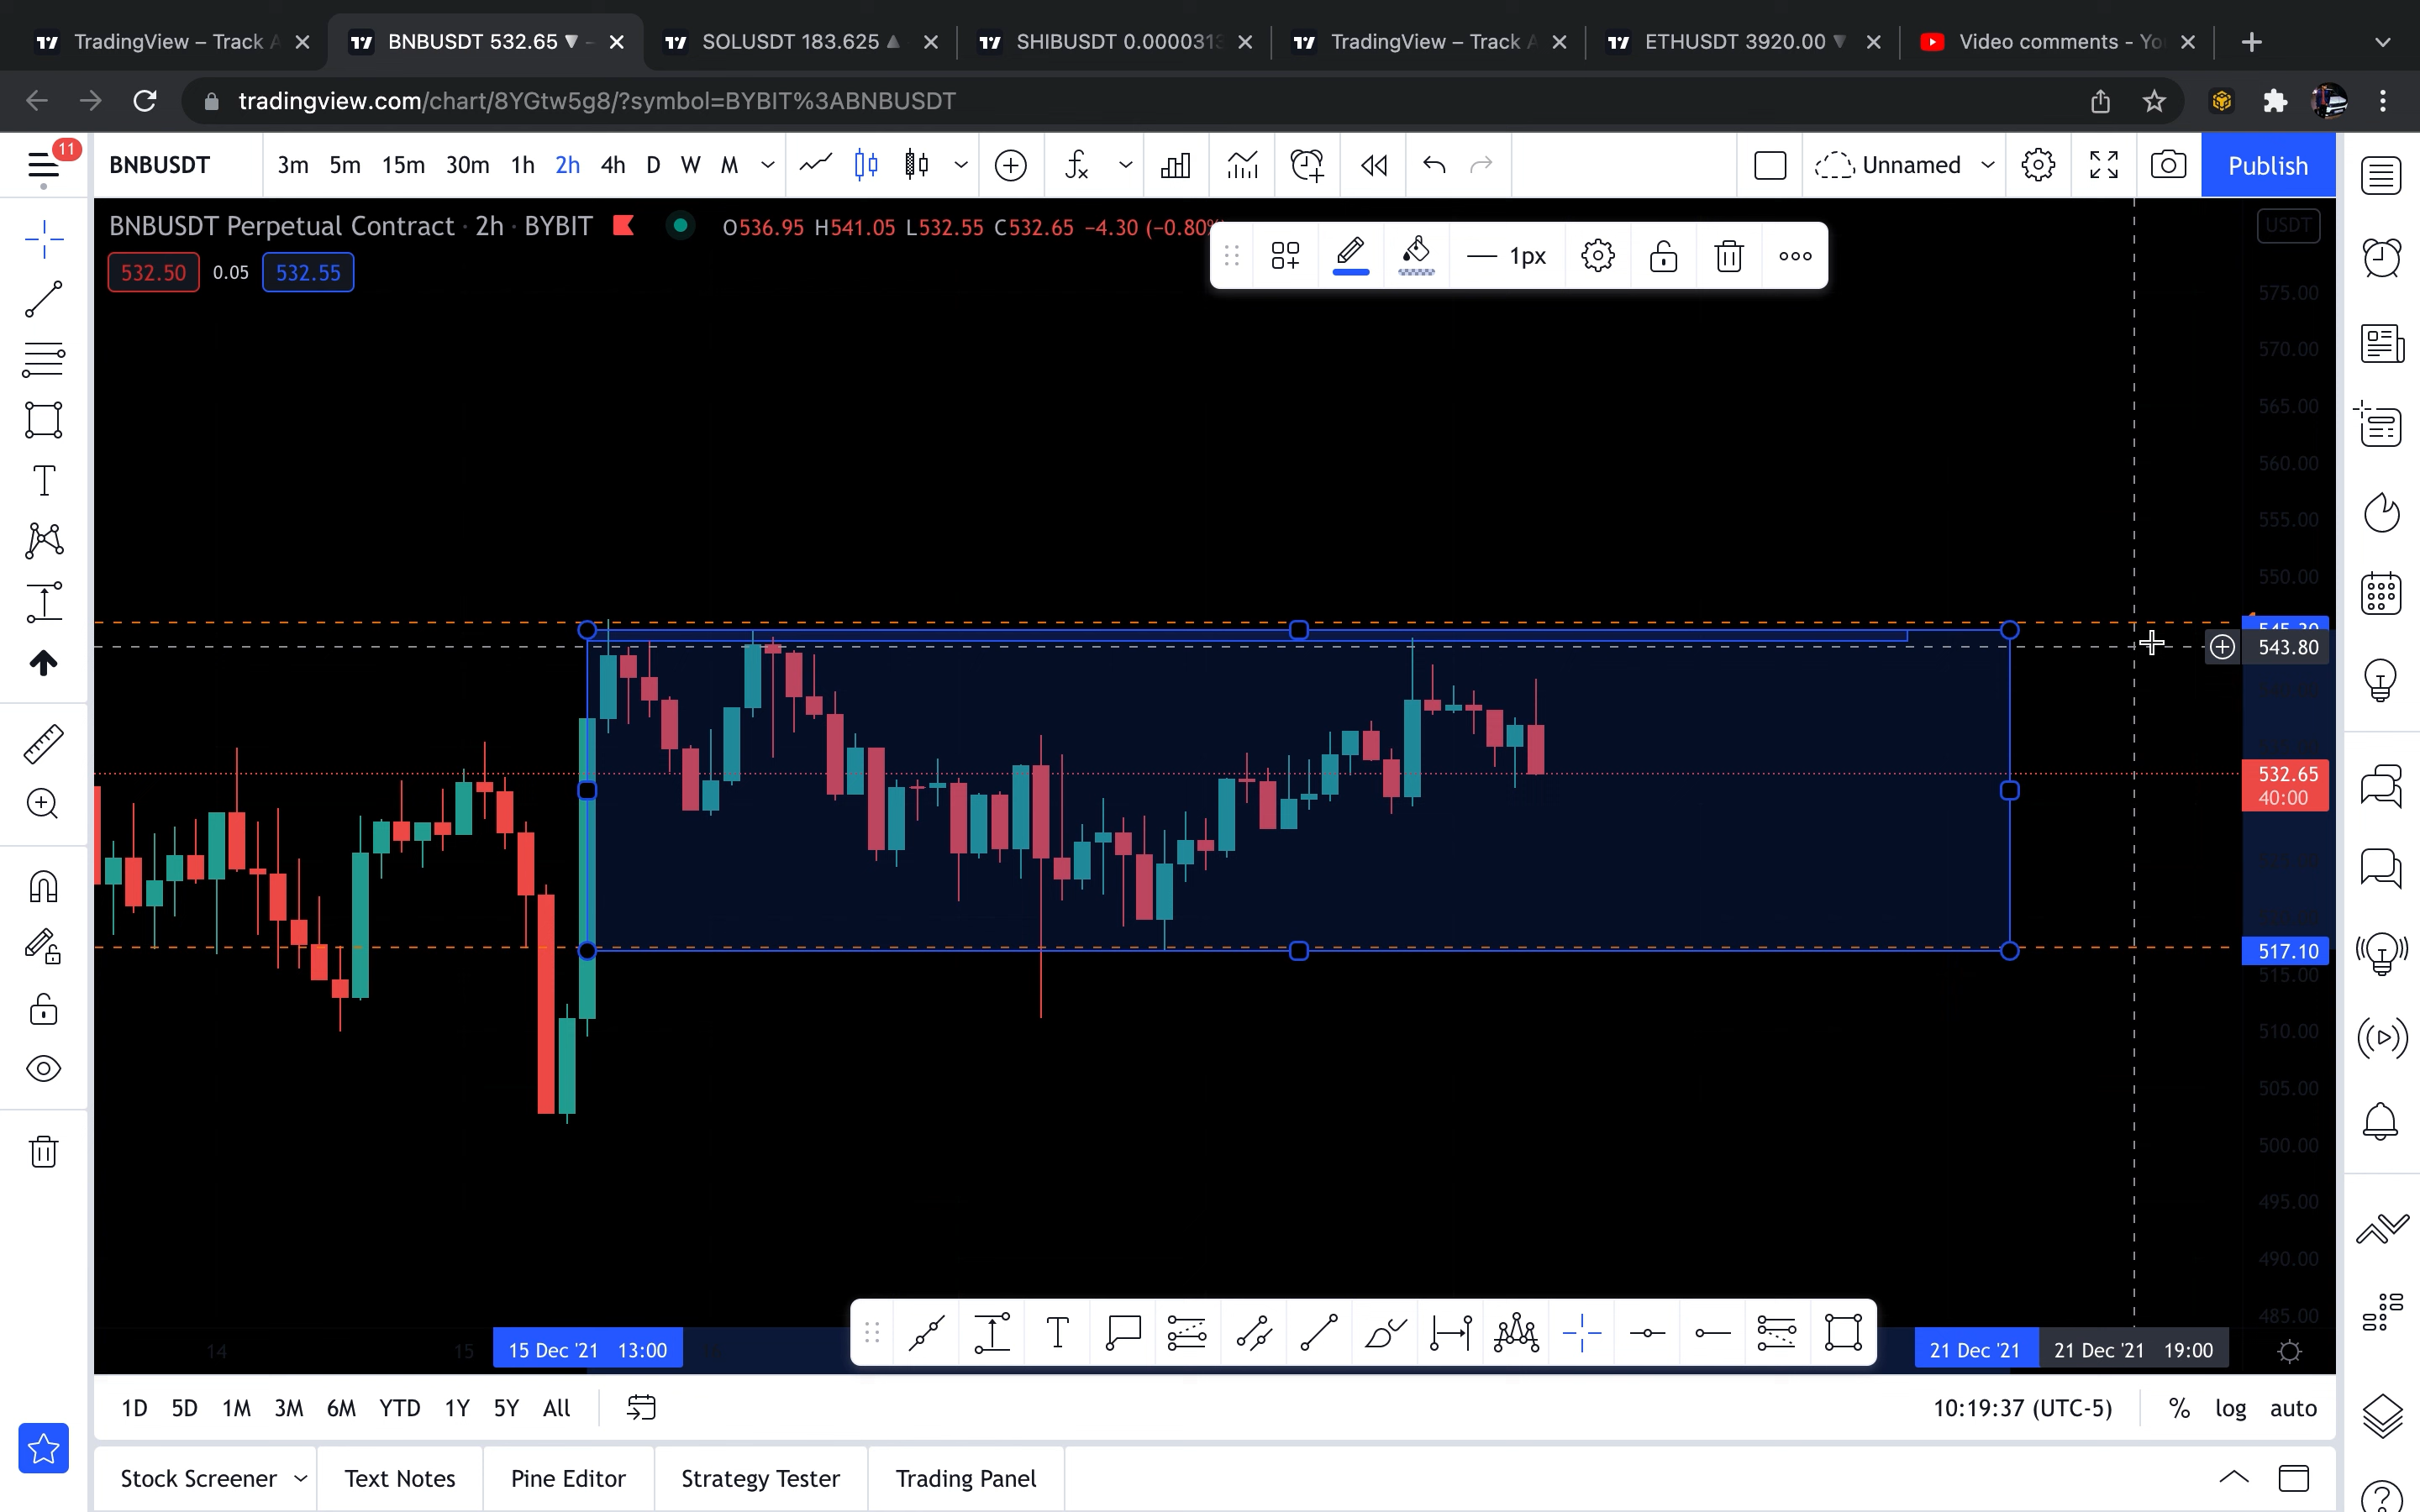 TradingView – Track A
BNBUSDT 532.65 ▼ -
SOLUSDT 183.625 ▲
SHIBUSDT 0.0000313
TradingView – Track A
ETHUSDT 3920.00 ▼
Video comments - Yo
tradingview.com/chart/8YGtw5g8/?symbol=BYBIT%3ABNBUSDT
11
BNBUSDT 3m 5m 15m 30m 1h 2h 4h D W M
Unnamed
Publish
BNBUSDT Perpetual Contract · 2h · BYBIT O536.95 H541.05 L532.55 C532.65 −4.30 (−0.80%
532.50 0.05 532.55
1px
USDT
575.00
570.00
565.00
560.00
555.00
550.00
545.30
543.80
532.65
40:00
517.10
515.00
510.00
505.00
500.00
495.00
490.00
485.00
14 15 15 Dec '21 13:00 21 Dec '21 21 Dec '21 19:00
1D 5D 1M 3M 6M YTD 1Y 5Y All
10:19:37 (UTC-5) % log auto
Stock Screener Text Notes Pine Editor Strategy Tester Trading Panel